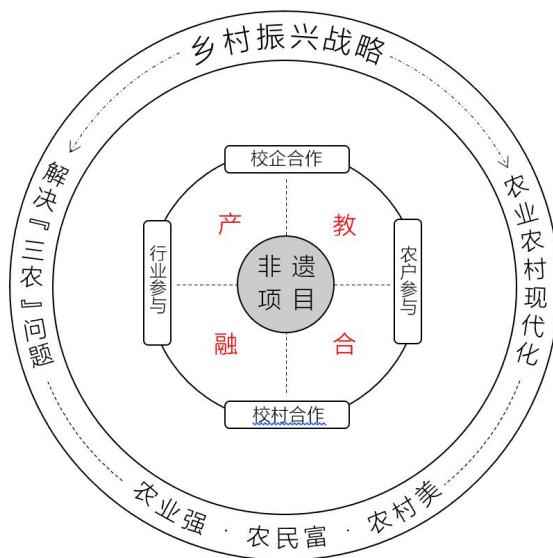 乡村振兴战略
解决『三农』问题
农业农村现代化
农业强·农民富·农村美
校企合作
行业参与
农户参与
校村合作
产 教
融 合
非遗
项目